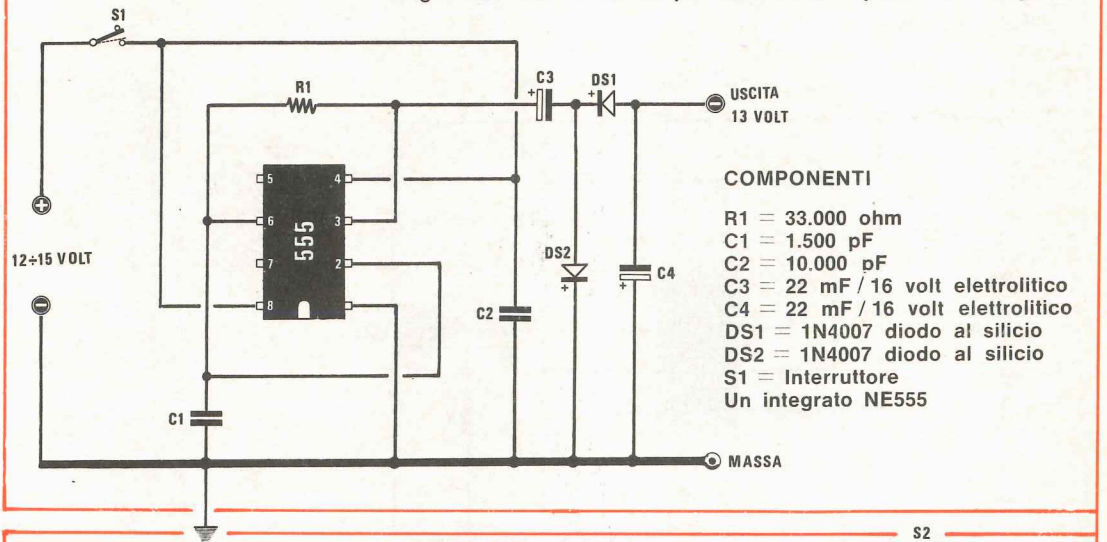 S1
R1
C3
DS1
+
+
USCITA
13 VOLT
5
4
6
3
555
7
2
8
12÷15 VOLT
DS2
+
C4
+
C2
C1
MASSA
COMPONENTI
R1 = 33.000 ohm
C1 = 1.500 pF
C2 = 10.000 pF
C3 = 22 mF / 16 volt elettrolitico
C4 = 22 mF / 16 volt elettrolitico
DS1 = 1N4007 diodo al silicio
DS2 = 1N4007 diodo al silicio
S1 = Interruttore
Un integrato NE555
S2